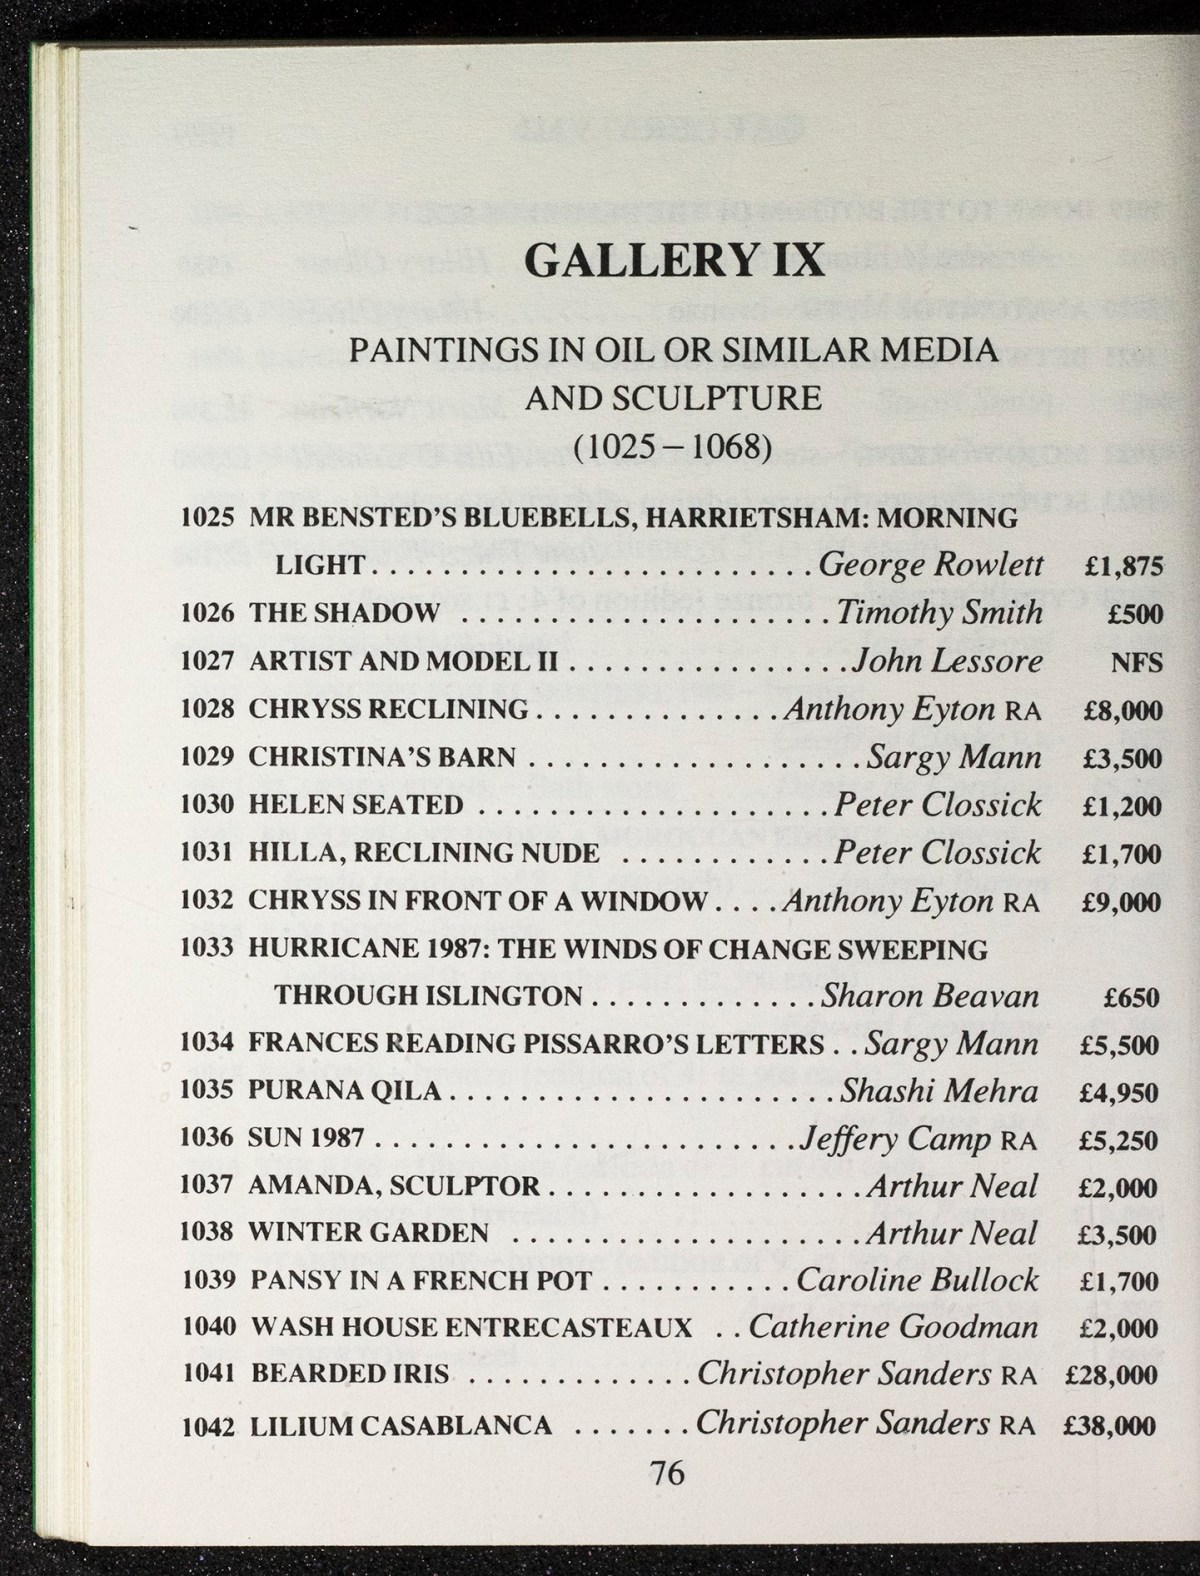 GALLERY IX
PAINTINGS IN OIL OR SIMILAR MEDIA
AND SCULPTURE
(1025 – 1068)
1025 MR BENSTED'S BLUEBELLS, HARRIETSHAM: MORNING
LIGHT.......................... George Rowlett £1,875
1026 THE SHADOW ...................... Timothy Smith £500
1027 ARTIST AND MODEL II ................. John Lessore NFS
1028 CHRYSS RECLINING ............... Anthony Eyton RA £8,000
1029 CHRISTINA'S BARN .................... Sargy Mann £3,500
1030 HELEN SEATED ..................... Peter Clossick £1,200
1031 HILLA, RECLINING NUDE ............ Peter Clossick £1,700
1032 CHRYSS IN FRONT OF A WINDOW .... Anthony Eyton RA £9,000
1033 HURRICANE 1987: THE WINDS OF CHANGE SWEEPING
THROUGH ISLINGTON .............. Sharon Beavan £650
1034 FRANCES READING PISSARRO'S LETTERS .. Sargy Mann £5,500
1035 PURANA QILA ....................... Shashi Mehra £4,950
1036 SUN 1987 ......................... Jeffery Camp RA £5,250
1037 AMANDA, SCULPTOR ................... Arthur Neal £2,000
1038 WINTER GARDEN ..................... Arthur Neal £3,500
1039 PANSY IN A FRENCH POT ............ Caroline Bullock £1,700
1040 WASH HOUSE ENTRECASTEAUX .. Catherine Goodman £2,000
1041 BEARDED IRIS ............. Christopher Sanders RA £28,000
1042 LILIUM CASABLANCA ....... Christopher Sanders RA £38,000
76